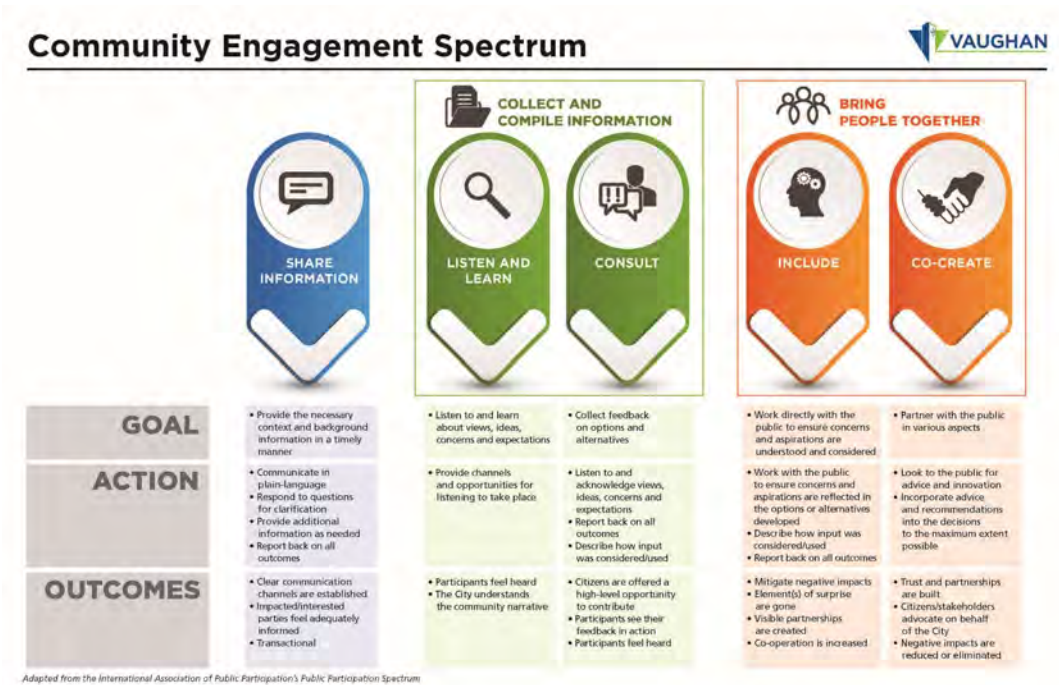 Community Engagement Spectrum
VAUGHAN
COLLECT AND
COMPILE INFORMATION
BRING
PEOPLE TOGETHER
SHARE
INFORMATION
LISTEN AND
LEARN
CONSULT
INCLUDE
CO-CREATE
GOAL
• Provide the necessary
context and background
information in a timely
manner
• Listen to and learn
about views, ideas,
concerns and expectations
• Collect feedback
on options and
alternatives
• Work directly with the
public to ensure concerns
and aspirations are
understood and considered
• Partner with the public
in various aspects
ACTION
• Communicate in
plain-language
• Respond to questions
for clarification
• Provide additional
information as needed
• Report back on all
outcomes
• Provide channels
and opportunities for
listening to take place
• Listen to and
acknowledge views,
ideas, concerns and
expectations
• Report back on all
outcomes
• Describe how input
was considered/used
• Work with the public
to ensure concerns and
aspirations are reflected in
the options or alternatives
developed
• Describe how input was
considered/used
• Report back on all outcomes
• Look to the public for
advice and innovation
• Incorporate advice
and recommendations
into the decisions
to the maximum extent
possible
OUTCOMES
• Clear communication
channels are established
• Impacted/interested
parties feel adequately
informed
• Transactional
• Participants feel heard
• The City understands
the community narrative
• Citizens are offered a
high-level opportunity
to contribute
• Participants see their
feedback in action
• Participants feel heard
• Mitigate negative impacts
• Element(s) of surprise
are gone
• Visible partnerships
are created
• Co-operation is increased
• Trust and partnerships
are built
• Citizens/stakeholders
advocate on behalf
of the City
• Negative impacts are
reduced or eliminated
Adapted from the International Association of Public Participation's Public Participation Spectrum